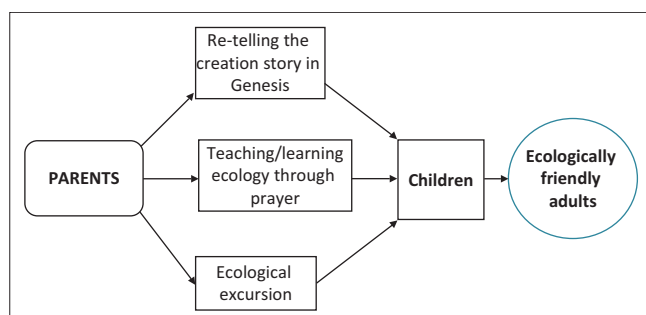 Re-telling the
creation story in
Genesis
PARENTS
Teaching/learning
ecology through
prayer
Children
Ecologically
friendly
adults
Ecological
excursion